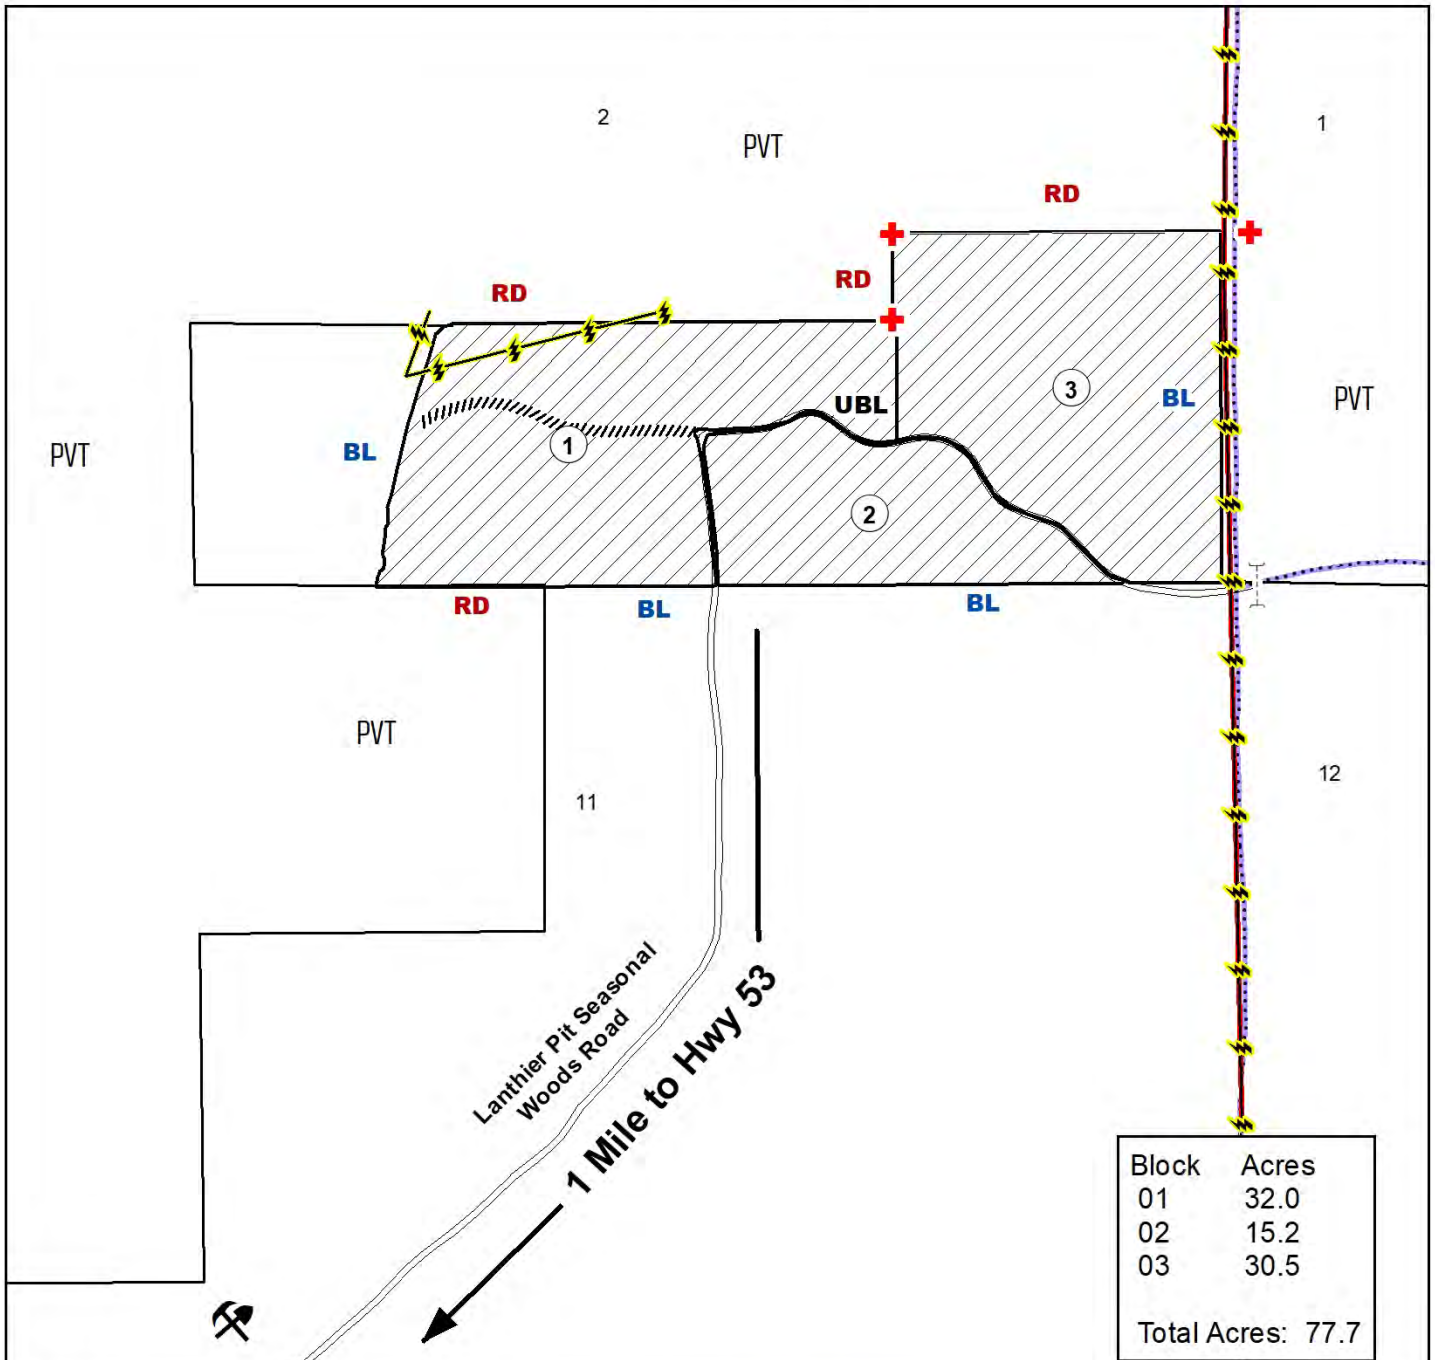 2
PVT
1
RD
RD
RD
UBL
3
BL
PVT
PVT
BL
1
2
RD
BL
BL
PVT
11
12
Lanthier Pit Seasonal
Woods Road
1 Mile to Hwy 53
Block Acres
01 32.0
02 15.2
03 30.5
Total Acres: 77.7